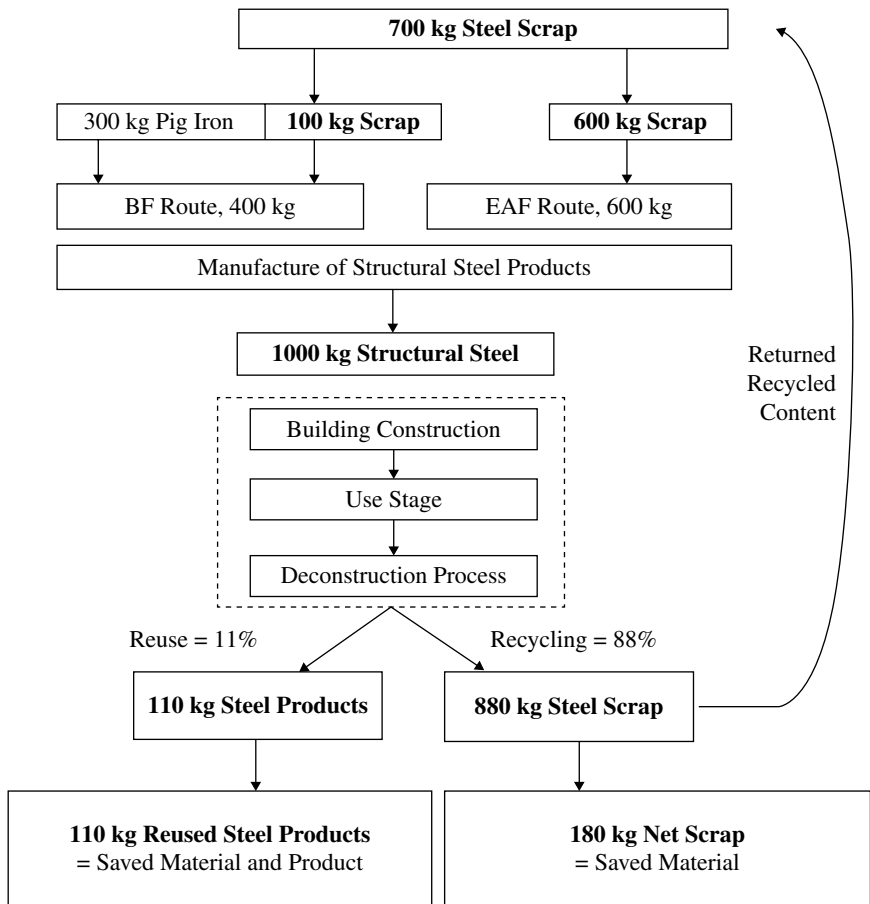 700 kg Steel Scrap
300 kg Pig Iron
100 kg Scrap
600 kg Scrap
BF Route, 400 kg
EAF Route, 600 kg
Manufacture of Structural Steel Products
1000 kg Structural Steel
Returned
Recycled
Content
Building Construction
Use Stage
Deconstruction Process
Reuse = 11%
Recycling = 88%
110 kg Steel Products
880 kg Steel Scrap
110 kg Reused Steel Products
= Saved Material and Product
180 kg Net Scrap
= Saved Material